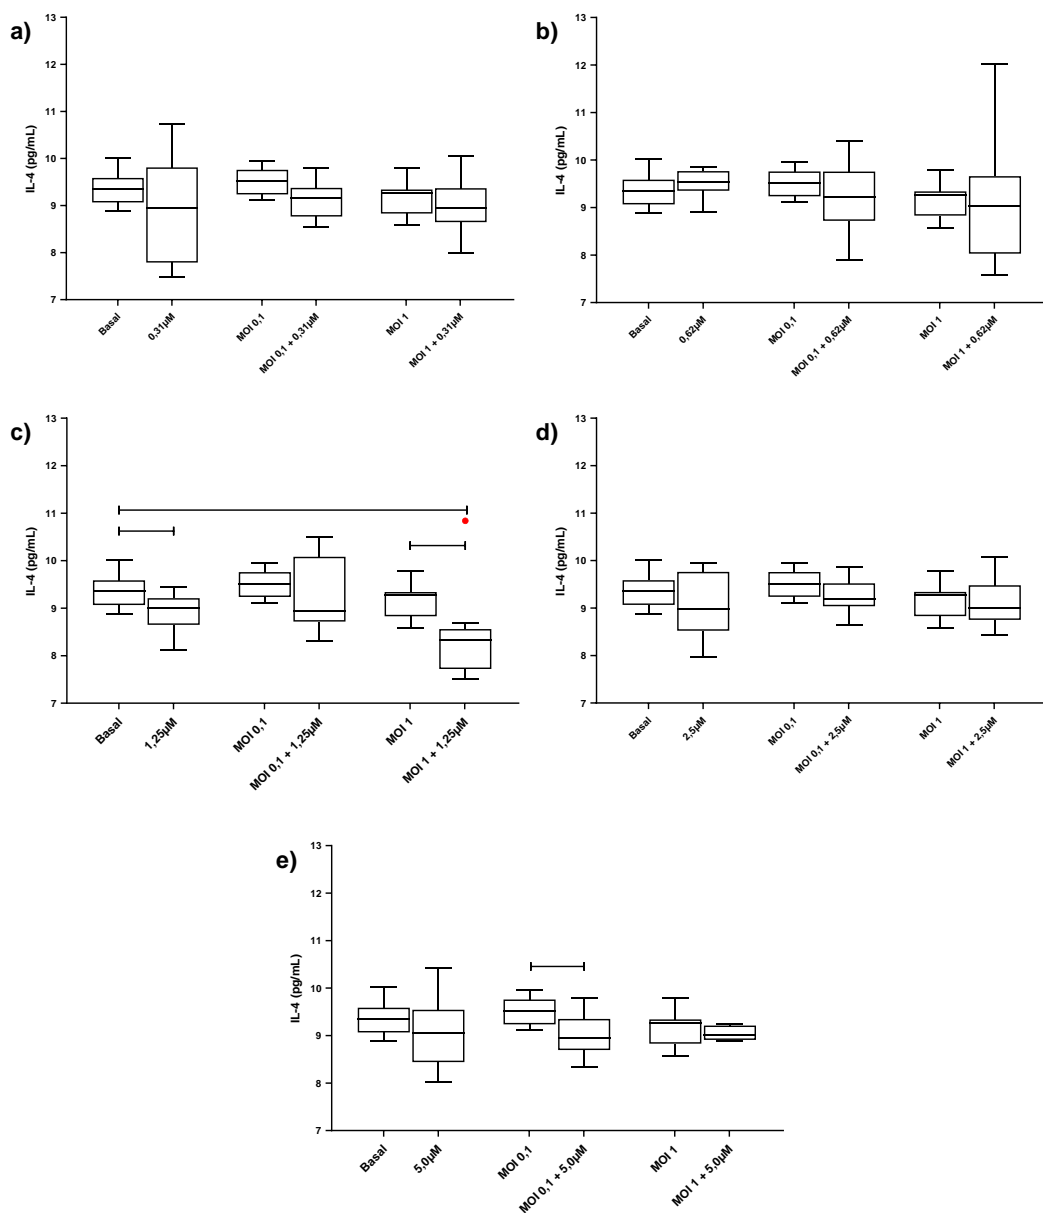 a)
13
12
11
10
9
8
7
IL-4 (pg/mL)
Basal
0,31µM
MOI 0,1
MOI 0,1 + 0,31µM
MOI 1
MOI 1 + 0,31µM
b)
13
12
11
10
9
8
7
IL-4 (pg/mL)
Basal
0,62µM
MOI 0,1
MOI 0,1 + 0,62µM
MOI 1
MOI 1 + 0,62µM
c)
13
12
11
10
9
8
7
IL-4 (pg/mL)
Basal
1,25µM
MOI 0,1
MOI 0,1 + 1,25µM
MOI 1
MOI 1 + 1,25µM
d)
13
12
11
10
9
8
7
IL-4 (pg/mL)
Basal
2,5µM
MOI 0,1
MOI 0,1 + 2,5µM
MOI 1
MOI 1 + 2,5µM
e)
13
12
11
10
9
8
7
IL-4 (pg/mL)
Basal
5,0µM
MOI 0,1
MOI 0,1 + 5,0µM
MOI 1
MOI 1 + 5,0µM